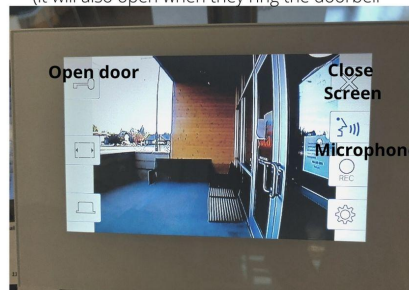 (it will also open when they ring the doorbell
Open door
Close
Screen
Microphon
REC